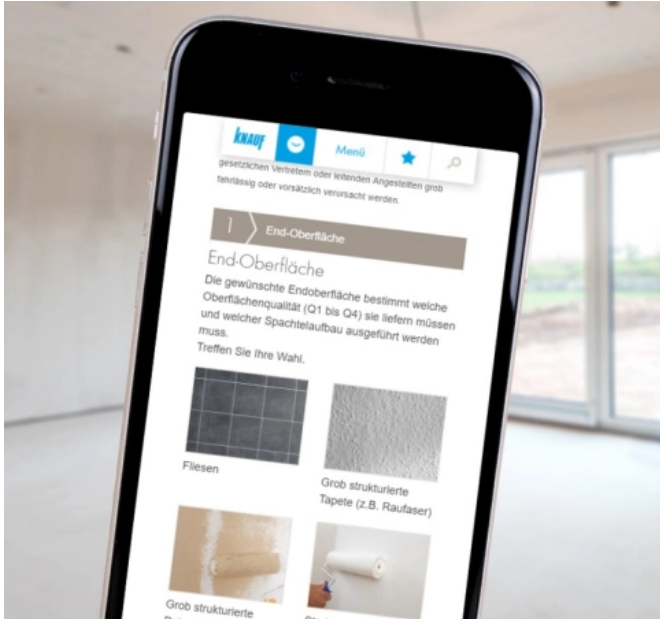 KNAUF
Menü
gesetzlichen Vertretern oder leitenden Angestellten grob
fahrlässig oder vorsätzlich verursacht werden.
1
End-Oberfläche
End-Oberfläche
Die gewünschte Endoberfläche bestimmt welche
Oberflächenqualität (Q1 bis Q4) sie liefern müssen
und welcher Spachtelaufbau ausgeführt werden
muss.
Treffen Sie Ihre Wahl.
Fliesen
Grob strukturierte
Tapete (z.B. Raufaser)
Grob strukturierte